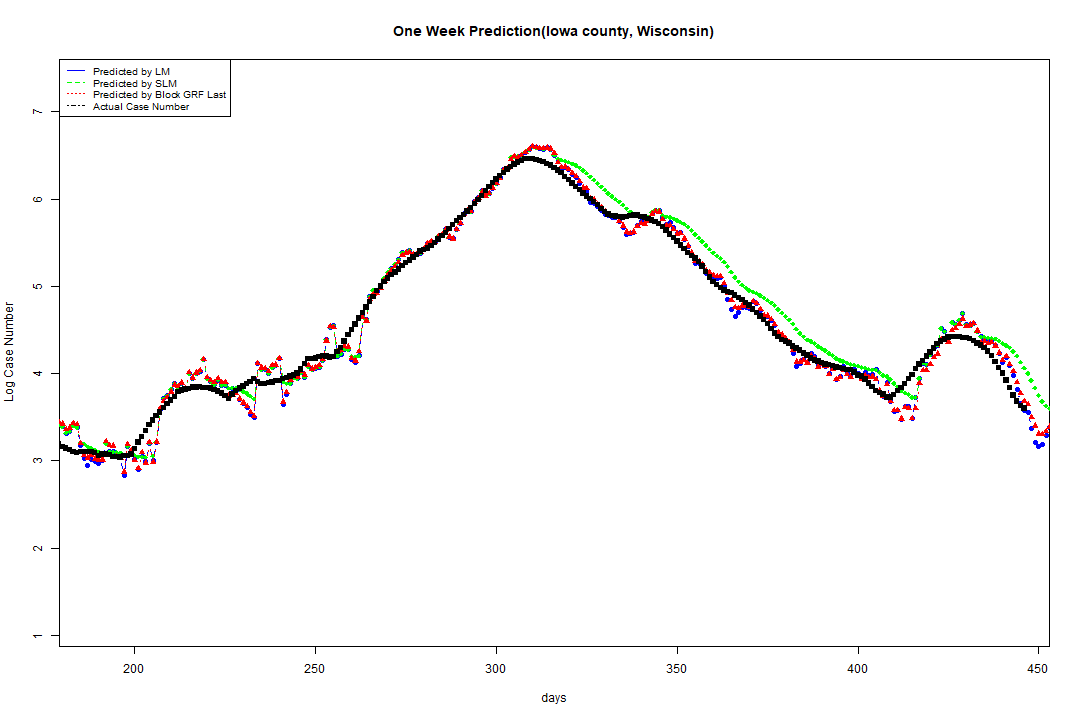 One Week Prediction(Iowa county, Wisconsin)
Predicted by LM
Predicted by SLM
Predicted by Block GRF Last
Actual Case Number
7
6
5
4
3
2
1
Log Case Number
200 250 300 350 400 450
days